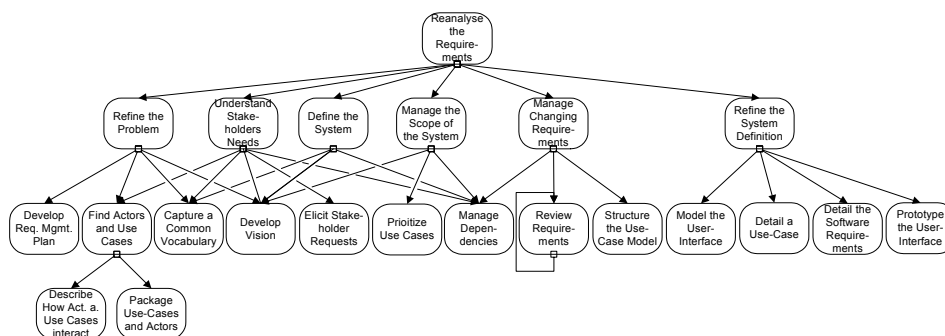 Reanalyse
the
Require-
ments
Refine the
Problem
Understand
Stake-
holders
Needs
Define the
System
Manage the
Scope of
the System
Manage
Changing
Require-
ments
Refine the
System
Definition
Develop
Req. Mgmt.
Plan
Find Actors
and Use
Cases
Capture a
Common
Vocabulary
Develop
Vision
Elicit Stake-
holder
Requests
Prioitize
Use Cases
Manage
Depen-
dencies
Review
Require-
ments
Structure
the Use-
Case Model
Model the
User-
Interface
Detail a
Use-Case
Detail the
Software
Require-
ments
Prototype
the User-
Interface
Describe
How Act. a.
Use Cases
interact
Package
Use-Cases
and Actors